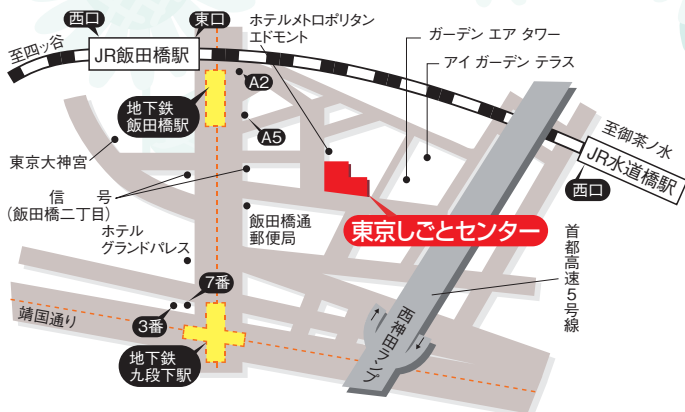 西口
東口
至四ッ谷
JR飯田橋駅
ホテルメトロポリタン
エドモント
ガーデン エア タワー
アイ ガーデン テラス
A2
地下鉄
飯田橋駅
A5
至御茶ノ水
JR水道橋駅
西口
東京大神宮
信 号
(飯田橋二丁目)
飯田橋通
郵便局
東京しごとセンター
ホテル
グランドパレス
首都高速5号線
7番
3番
靖国通り
西神田ランプ
地下鉄
九段下駅